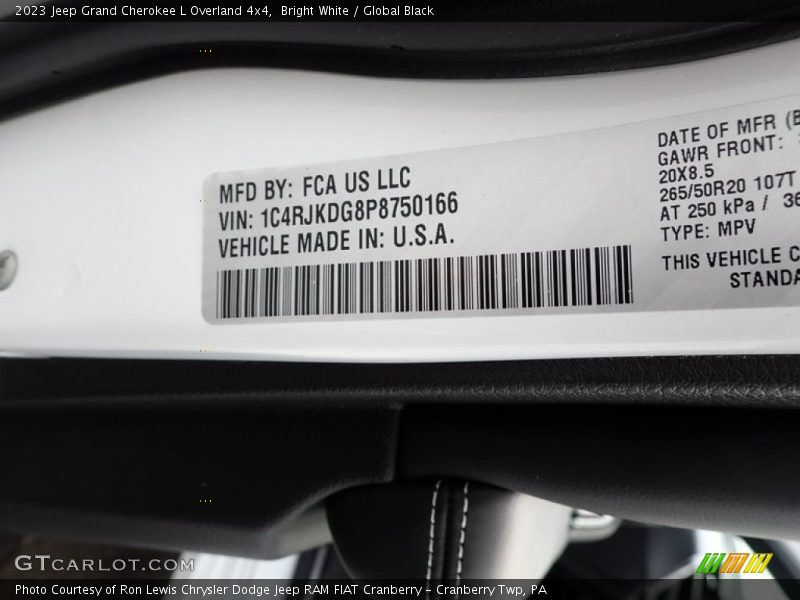 2023 Jeep Grand Cherokee L Overland 4x4,  Bright White / Global Black
MFD BY: FCA US LLC
VIN: 1C4RJKDG8P8750166
VEHICLE MADE IN: U.S.A.
DATE OF MFR
GAWR FRONT:
20X8.5
265/50R20 107T
AT 250 kPa / 36
TYPE: MPV
THIS VEHICLE
GTCARLOT.COM
Photo Courtesy of Ron Lewis Chrysler Dodge Jeep RAM FIAT Cranberry - Cranberry Twp, PA